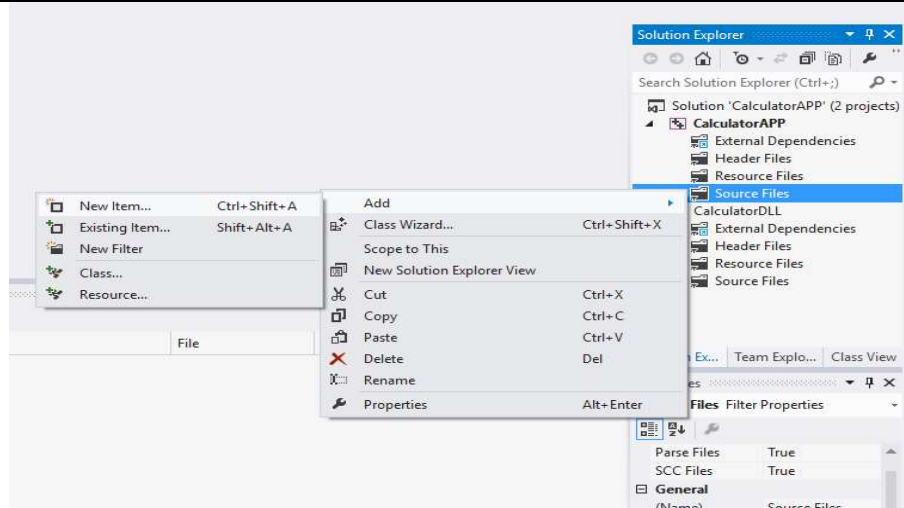 Solution Explorer
Search Solution Explorer (Ctrl+;)
Solution 'CalculatorAPP' (2 projects)
CalculatorAPP
External Dependencies
Header Files
Resource Files
Source Files
CalculatorDLL
External Dependencies
Header Files
Resource Files
Source Files
New Item... Ctrl+Shift+A
Existing Item... Shift+Alt+A
New Filter
Class...
Resource...
Add
Class Wizard... Ctrl+Shift+X
Scope to This
New Solution Explorer View
Cut Ctrl+X
Copy Ctrl+C
Paste Ctrl+V
Delete Del
Rename
Properties Alt+Enter
File
Ex... Team Explo... Class View
Files Filter Properties
Parse Files True
SCC Files True
General
(Name) Source Files